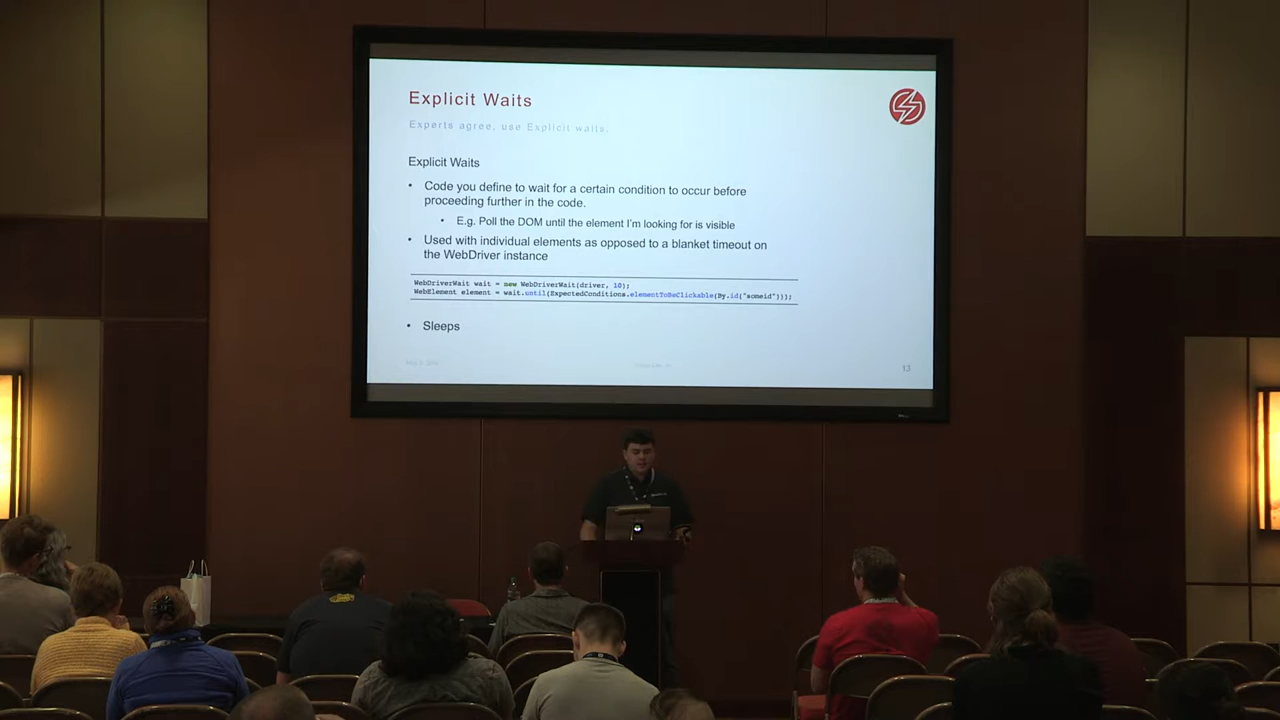 Explicit Waits
Experts agree, use Explicit waits.
Explicit Waits
• Code you define to wait for a certain condition to occur before
proceeding further in the code.
• E.g. Poll the DOM until the element I'm looking for is visible
• Used with individual elements as opposed to a blanket timeout on
the WebDriver instance
WebDriverWait wait = new WebDriverWait(driver, 10);
WebElement element = wait.until(ExpectedConditions.elementToBeClickable(By.id("someid")));
• Sleeps
13